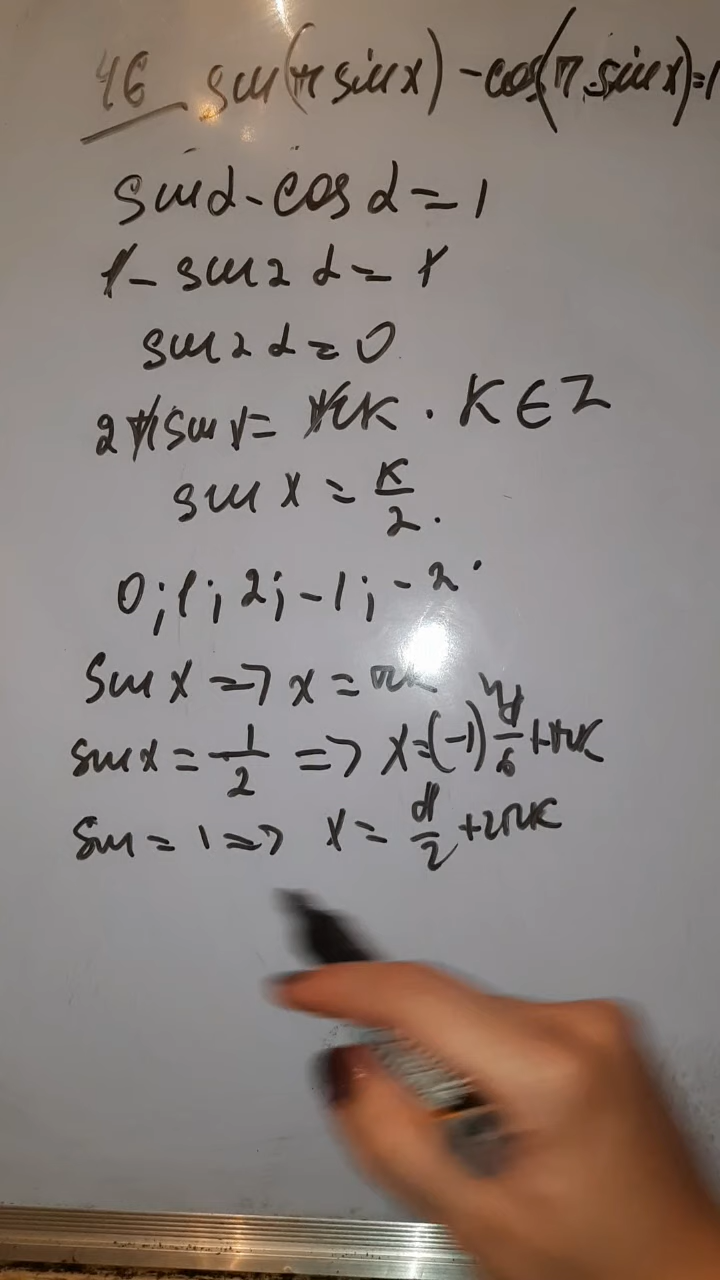 46 sin(π sin x) - cos(π sin x) = 1
sin α - cos α = 1
1 - sin 2α = 1
sin 2α = 0
2π sin x = πK. K ∈ Z
sin x = K/2.
0; 1; 2; -1; -2.
sin x => x = πK
sin x = 1/2 => x = (-1)^K π/6 + πK
sin = 1 => x = π/2 + 2πK